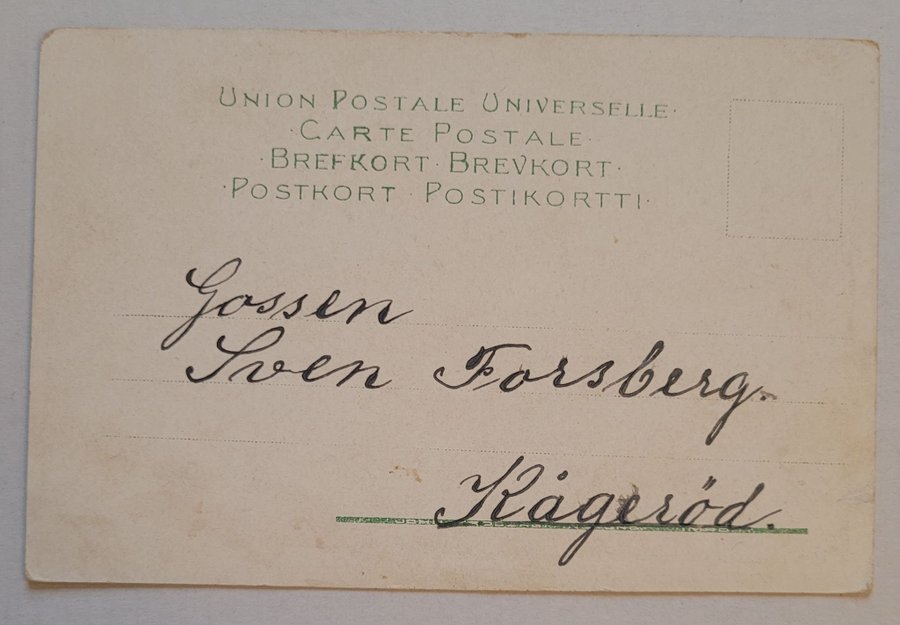 UNION POSTALE UNIVERSELLE·
·CARTE POSTALE·
·BREFKORT·BREVKORT·
·POSTKORT·POSTIKORTTI·
Gossen
Sven Forsberg.
Kågeröd.